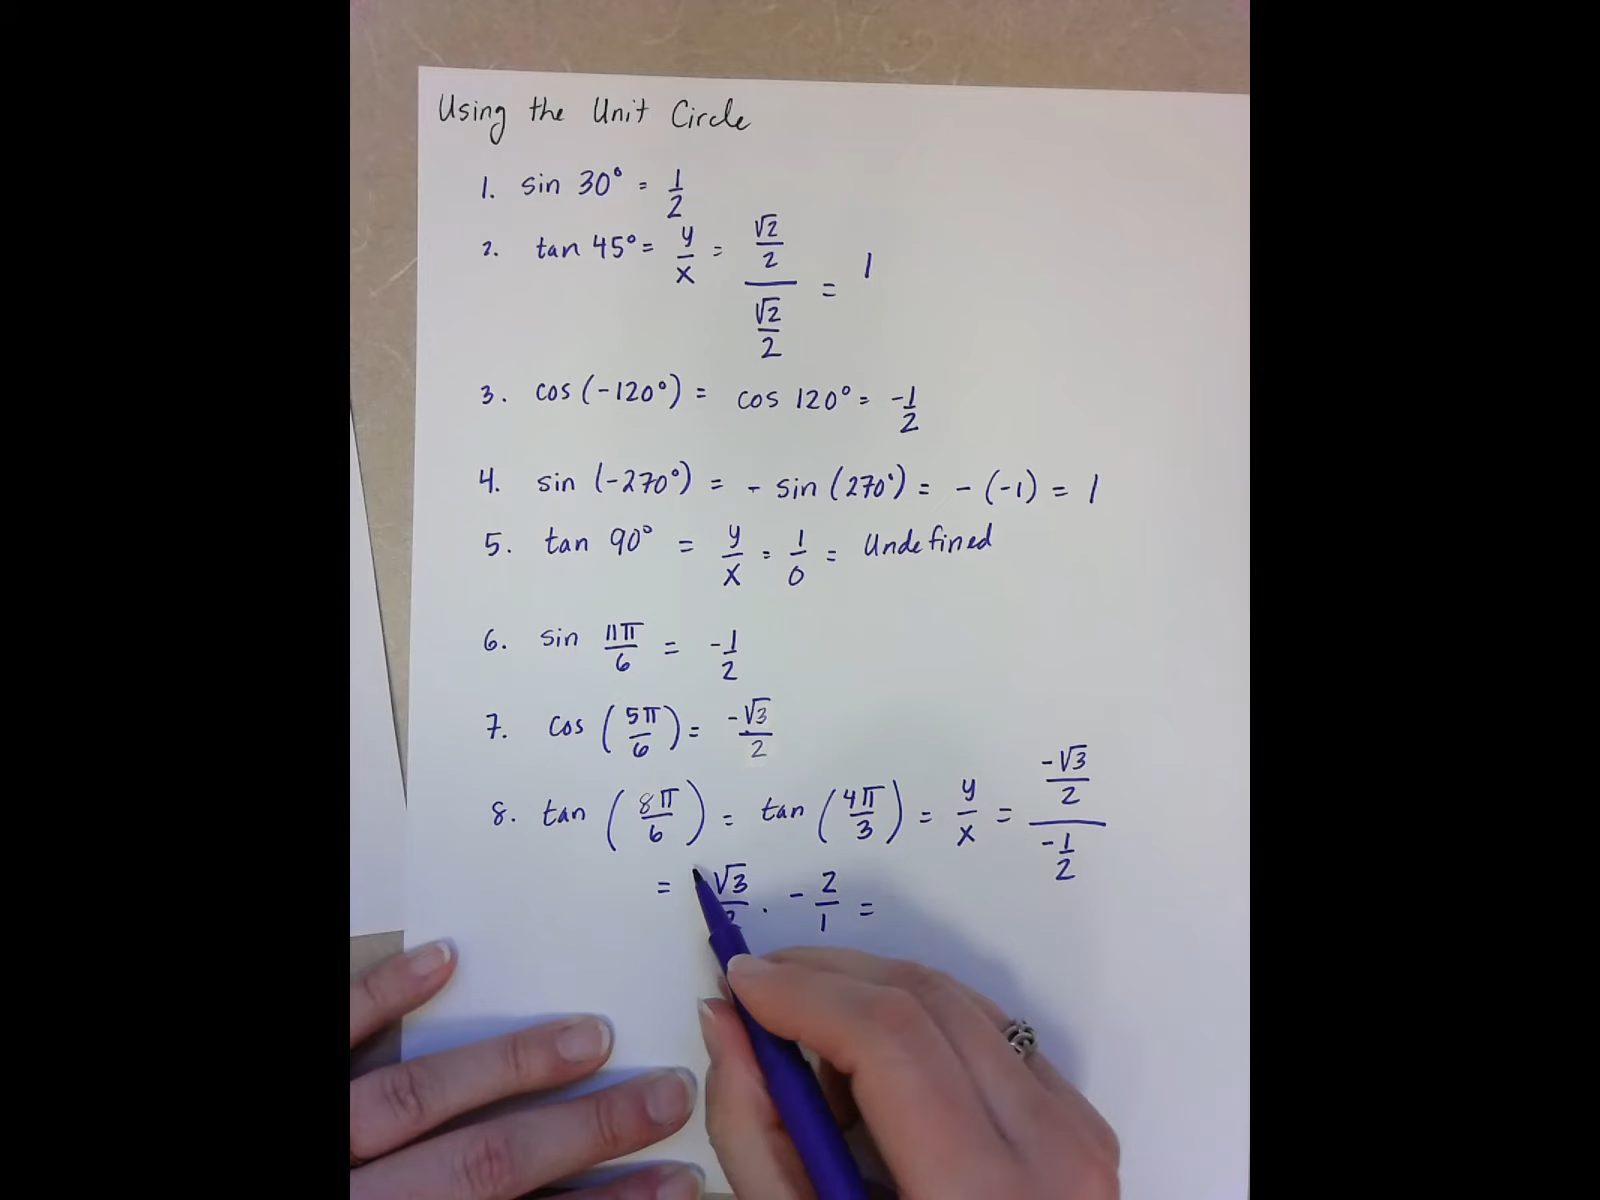 Using the Unit Circle
1. sin 30° = 1/2
2. tan 45° = y/x = (√2/2)/(√2/2) = 1
3. cos (-120°) = cos 120° = -1/2
4. sin (-270°) = - sin (270°) = - (-1) = 1
5. tan 90° = y/x = 1/0 = Undefined
6. sin 11π/6 = -1/2
7. cos (5π/6) = -√3/2
8. tan (8π/6) = tan (4π/3) = y/x = (-√3/2)/(-1/2)
= √3/2 · - 2/1 =